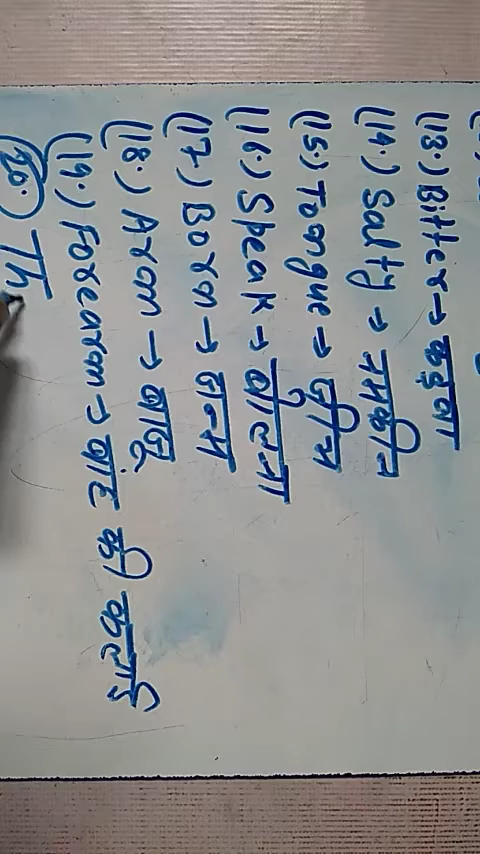 (13.) Bitter → कड़वा
(14.) Salty → नमकीन
(15.) Tongue → जीभ
(16.) Speak → बोलना
(17.) Born → जन्म
(18.) Arm → बाजू
(19.) Forearm → बांह की कलाई
(20.) Th